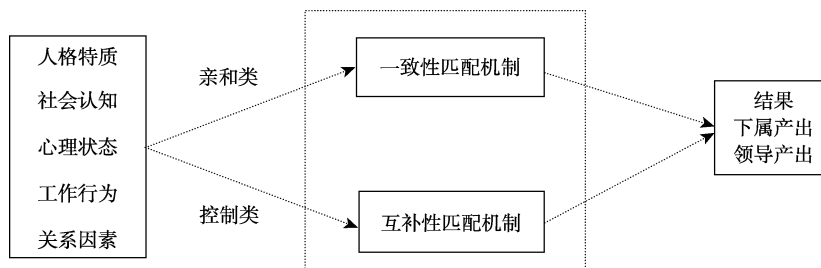 人格特质
社会认知
心理状态
工作行为
关系因素
亲和类
控制类
一致性匹配机制
互补性匹配机制
结果
下属产出
领导产出